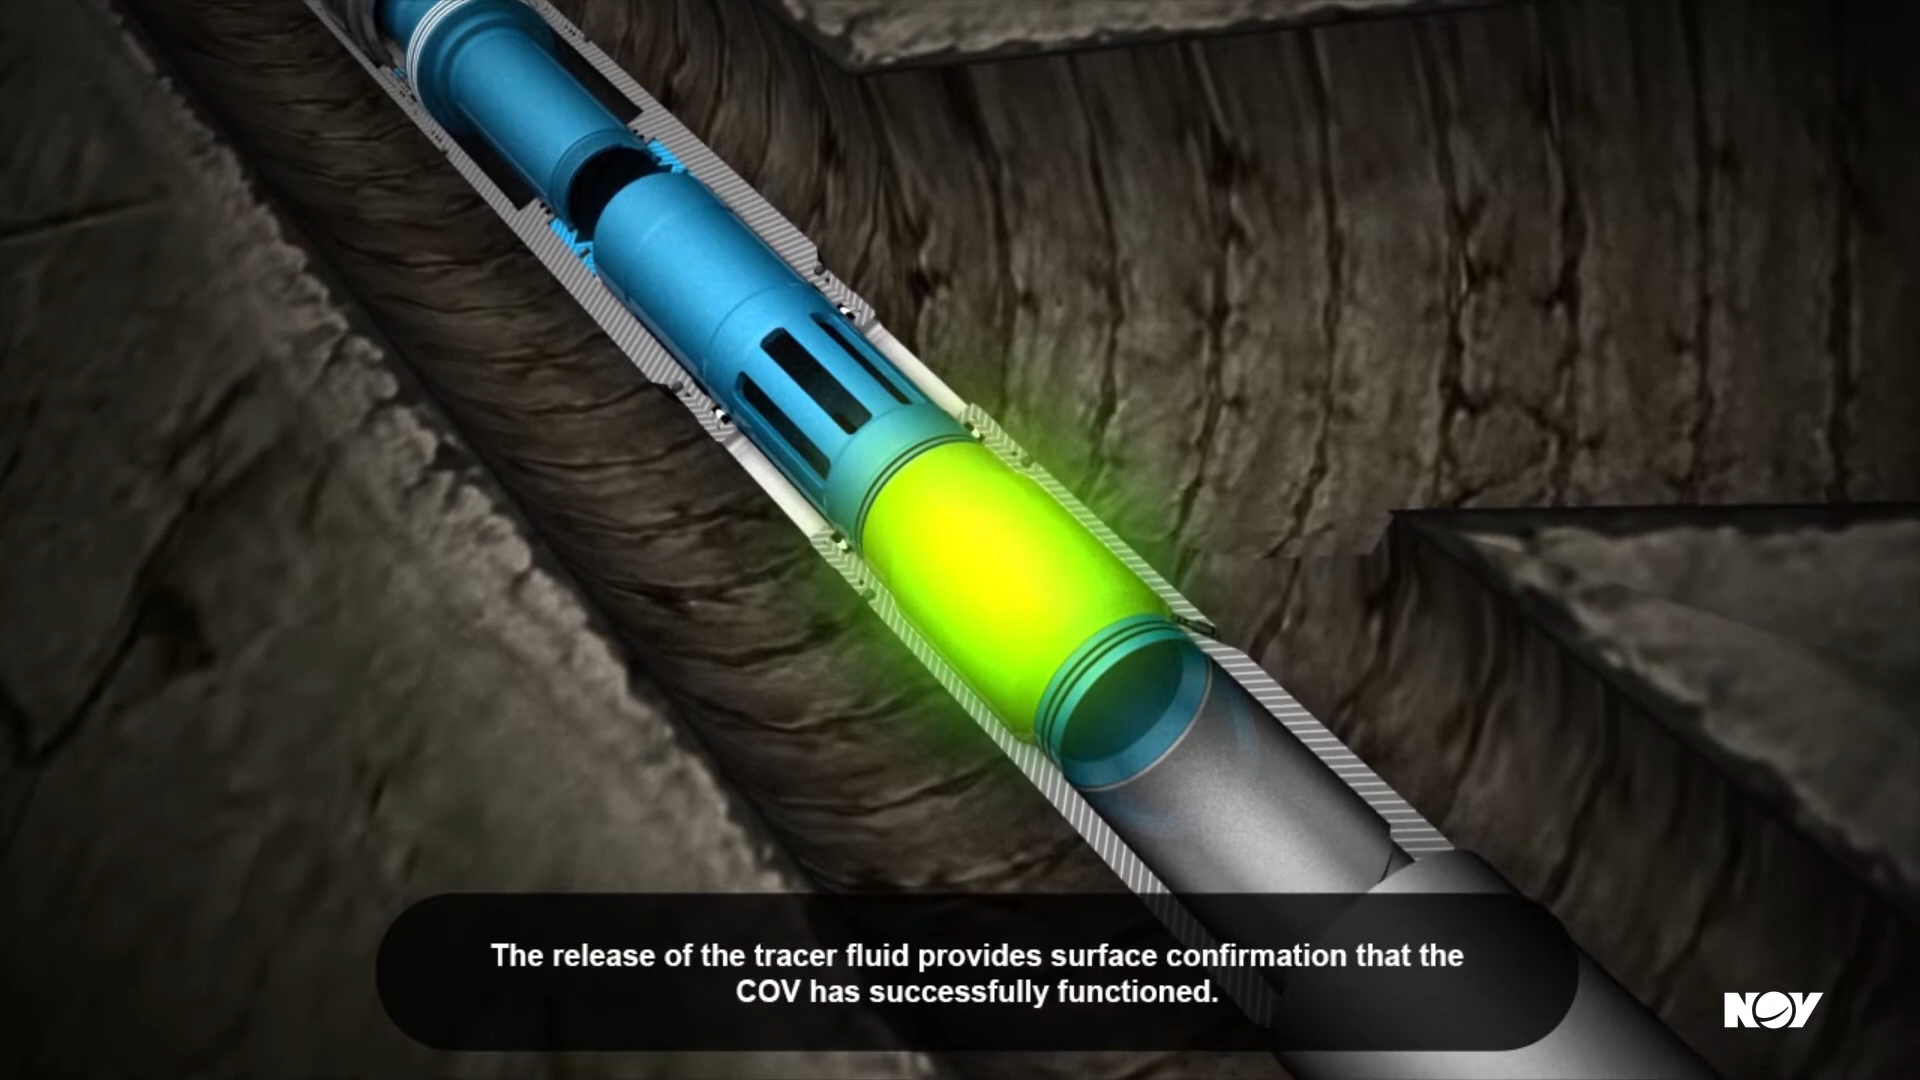 The release of the tracer fluid provides surface confirmation that the
COV has successfully functioned.
NOV